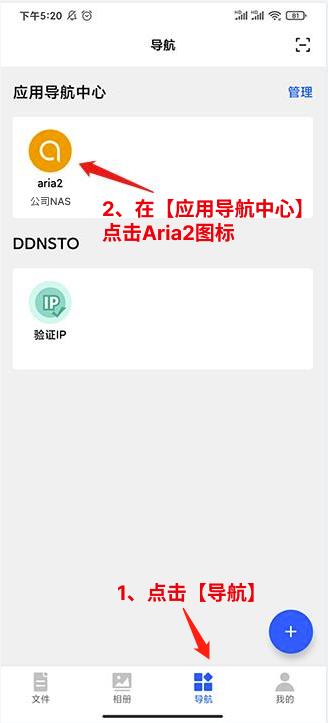 下午5:20
HD HD 81
导航
应用导航中心 管理
aria2
公司NAS
2、在【应用导航中心】
点击Aria2图标
DDNSTO
IP
验证IP
1、点击【导航】
文件 相册 导航 我的